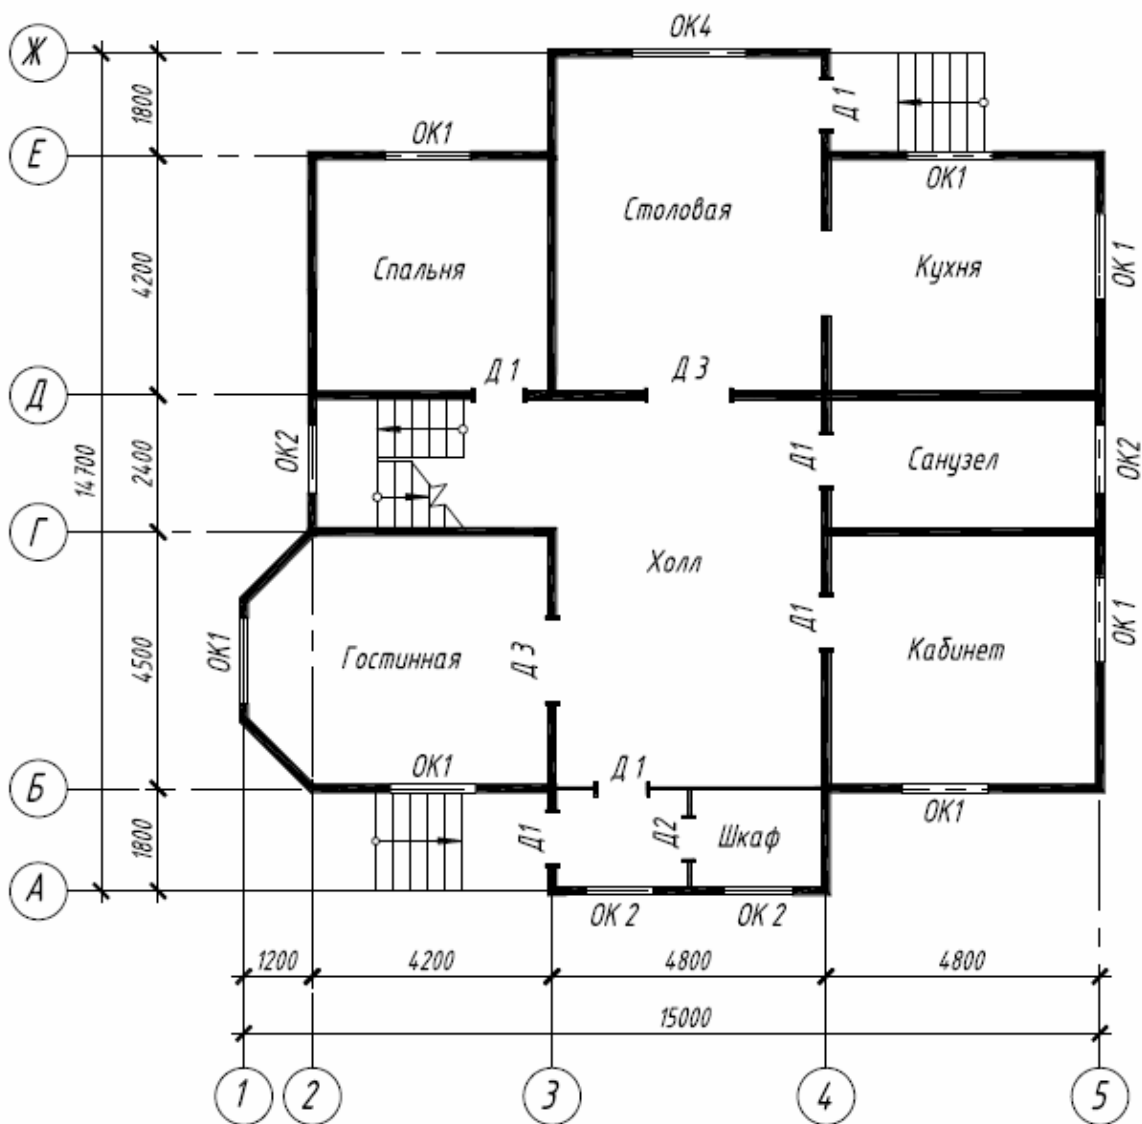 ОК4
Ж
1800
Д 1
ОК1
Е
ОК1
Столовая
Спальня
Кухня
ОК 1
4200
Д 1
Д 3
Д
ОК2
2400
14 700
Д1
Санузел
ОК2
Г
Холл
ОК1
4500
Гостинная
Д 3
Д1
Кабинет
ОК 1
ОК1
Д 1
Б
ОК1
1800
Д1
Д2
Шкаф
А
ОК 2
ОК 2
1200
4200
4800
4800
15000
1
2
3
4
5